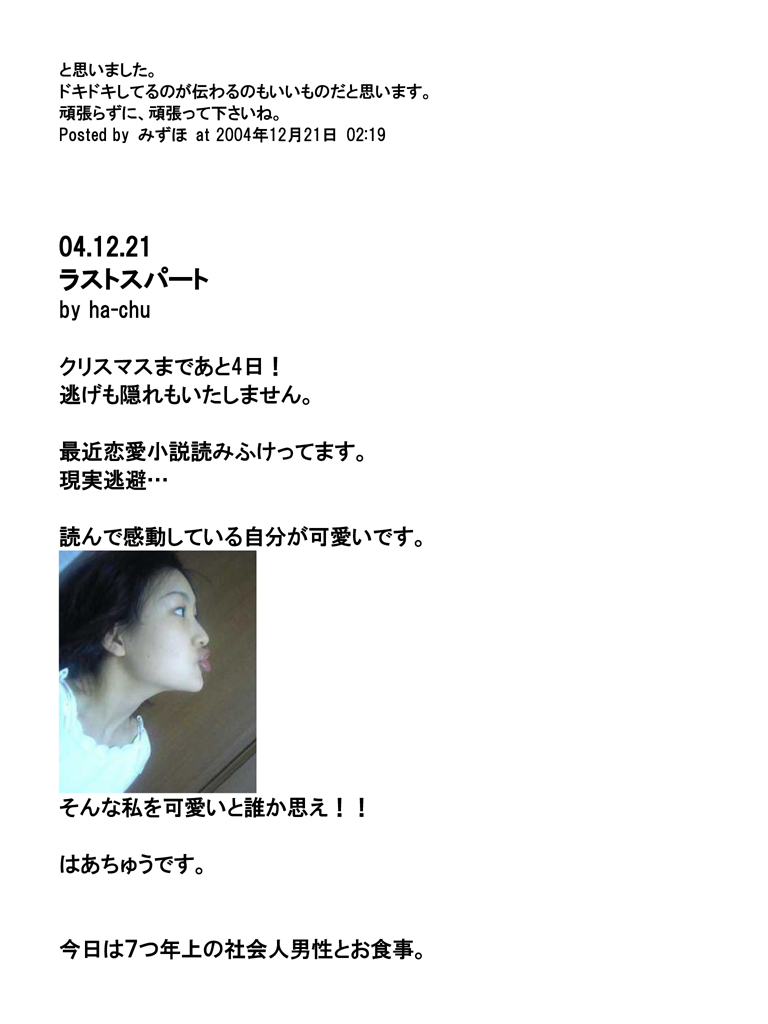 と思いました。
ドキドキしてるのが伝わるのもいいものだと思います。
頑張らずに、頑張って下さいね。
Posted by みずほ at 2004年12月21日 02:19
04.12.21
ラストスパート
by ha-chu
クリスマスまであと4日！
逃げも隠れもいたしません。
最近恋愛小説読みふけってます。
現実逃避…
読んで感動している自分が可愛いです。
そんな私を可愛いと誰か思え！！
はあちゅうです。
今日は7つ年上の社会人男性とお食事。